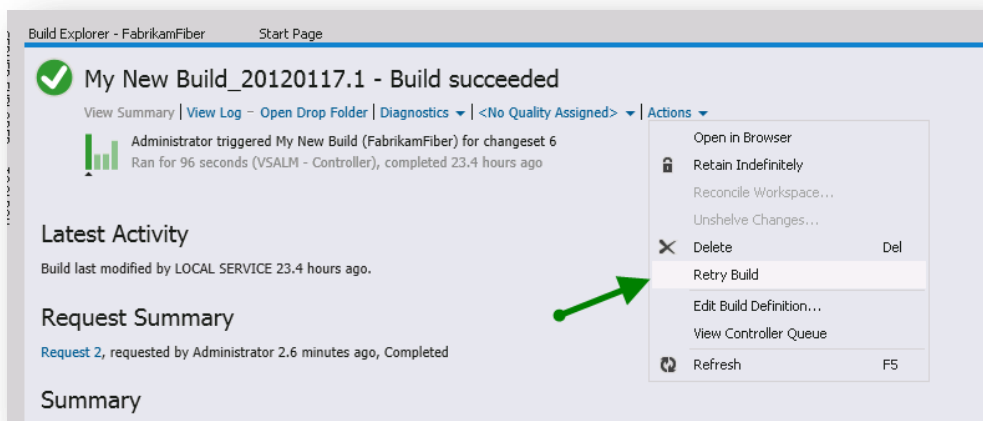 Build Explorer - FabrikamFiber Start Page
My New Build_20120117.1 - Build succeeded
View Summary | View Log - Open Drop Folder | Diagnostics | <No Quality Assigned> | Actions
Administrator triggered My New Build (FabrikamFiber) for changeset 6
Ran for 96 seconds (VSALM - Controller), completed 23.4 hours ago
Open in Browser
Retain Indefinitely
Reconcile Workspace...
Unshelve Changes...
Delete Del
Retry Build
Edit Build Definition...
View Controller Queue
Refresh F5
Latest Activity
Build last modified by LOCAL SERVICE 23.4 hours ago.
Request Summary
Request 2, requested by Administrator 2.6 minutes ago, Completed
Summary